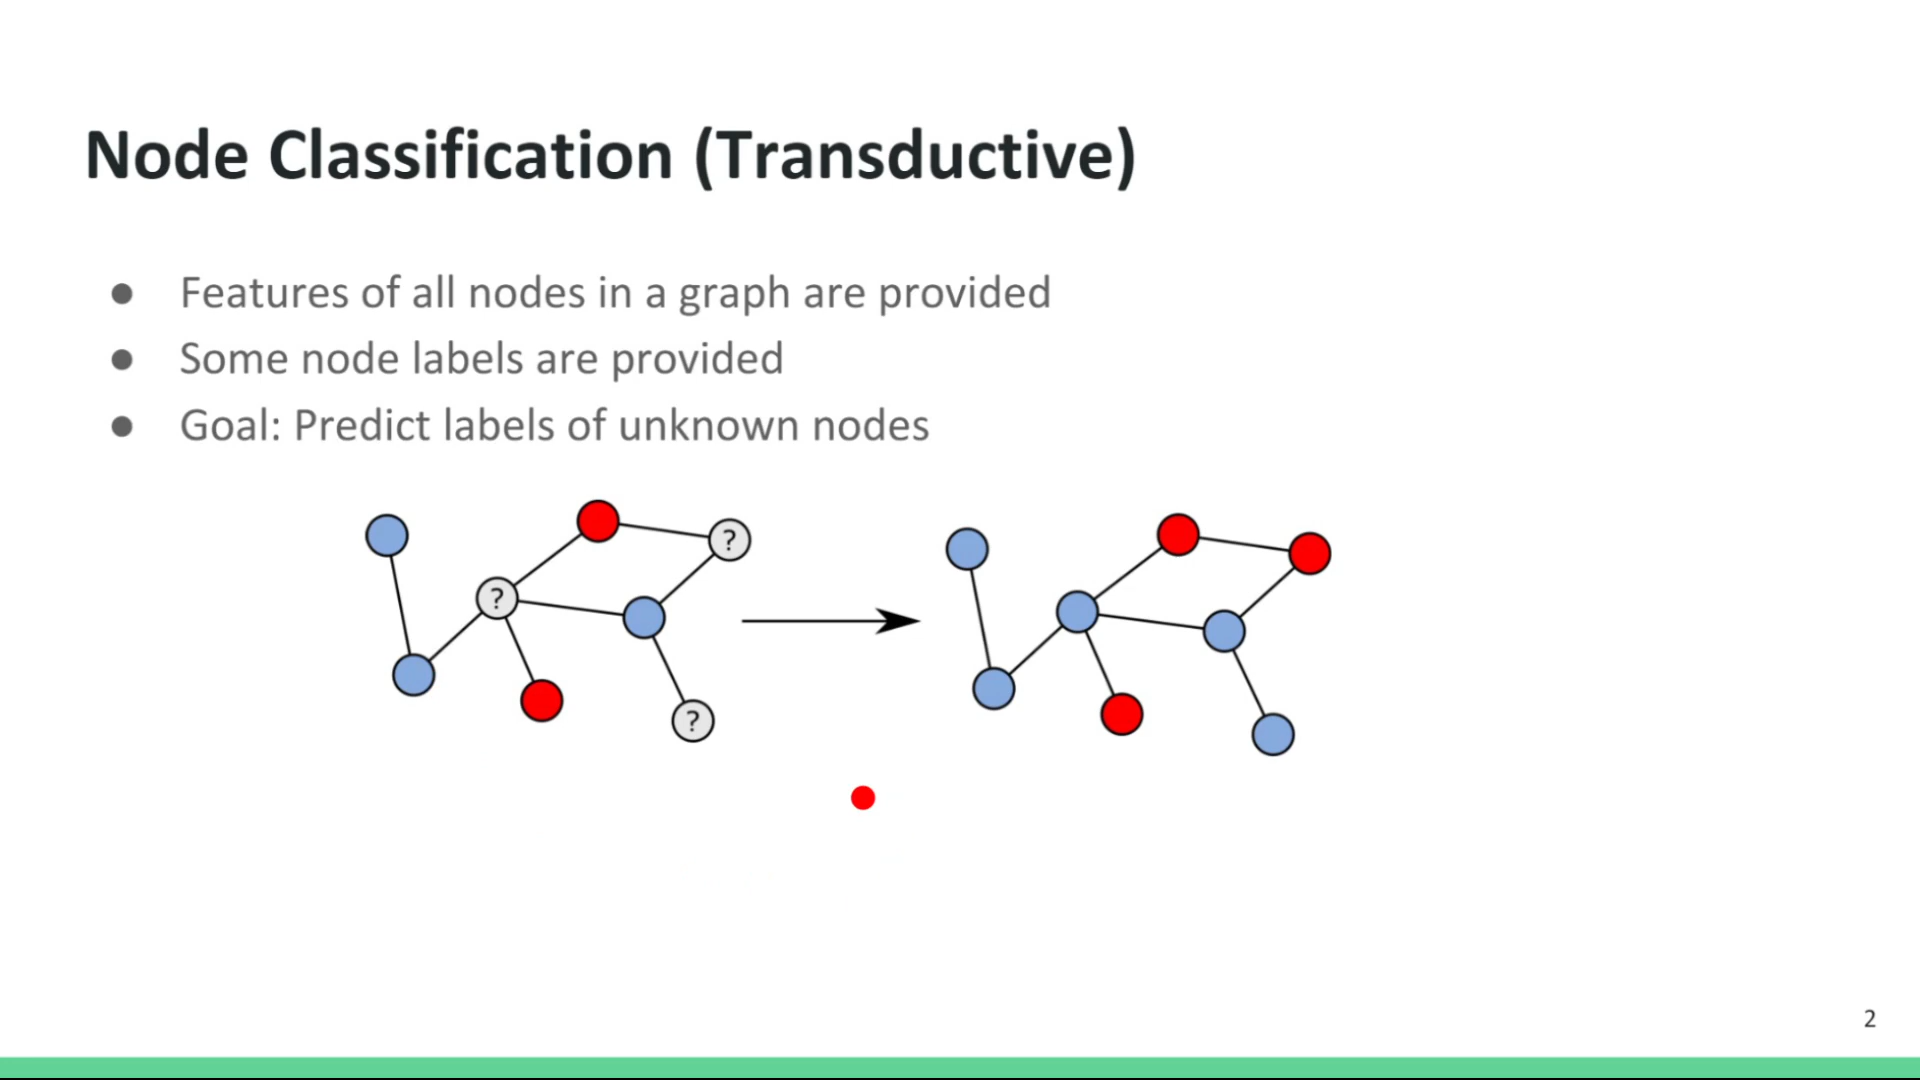 Node Classification (Transductive)
● Features of all nodes in a graph are provided
● Some node labels are provided
● Goal: Predict labels of unknown nodes
?
?
?
2